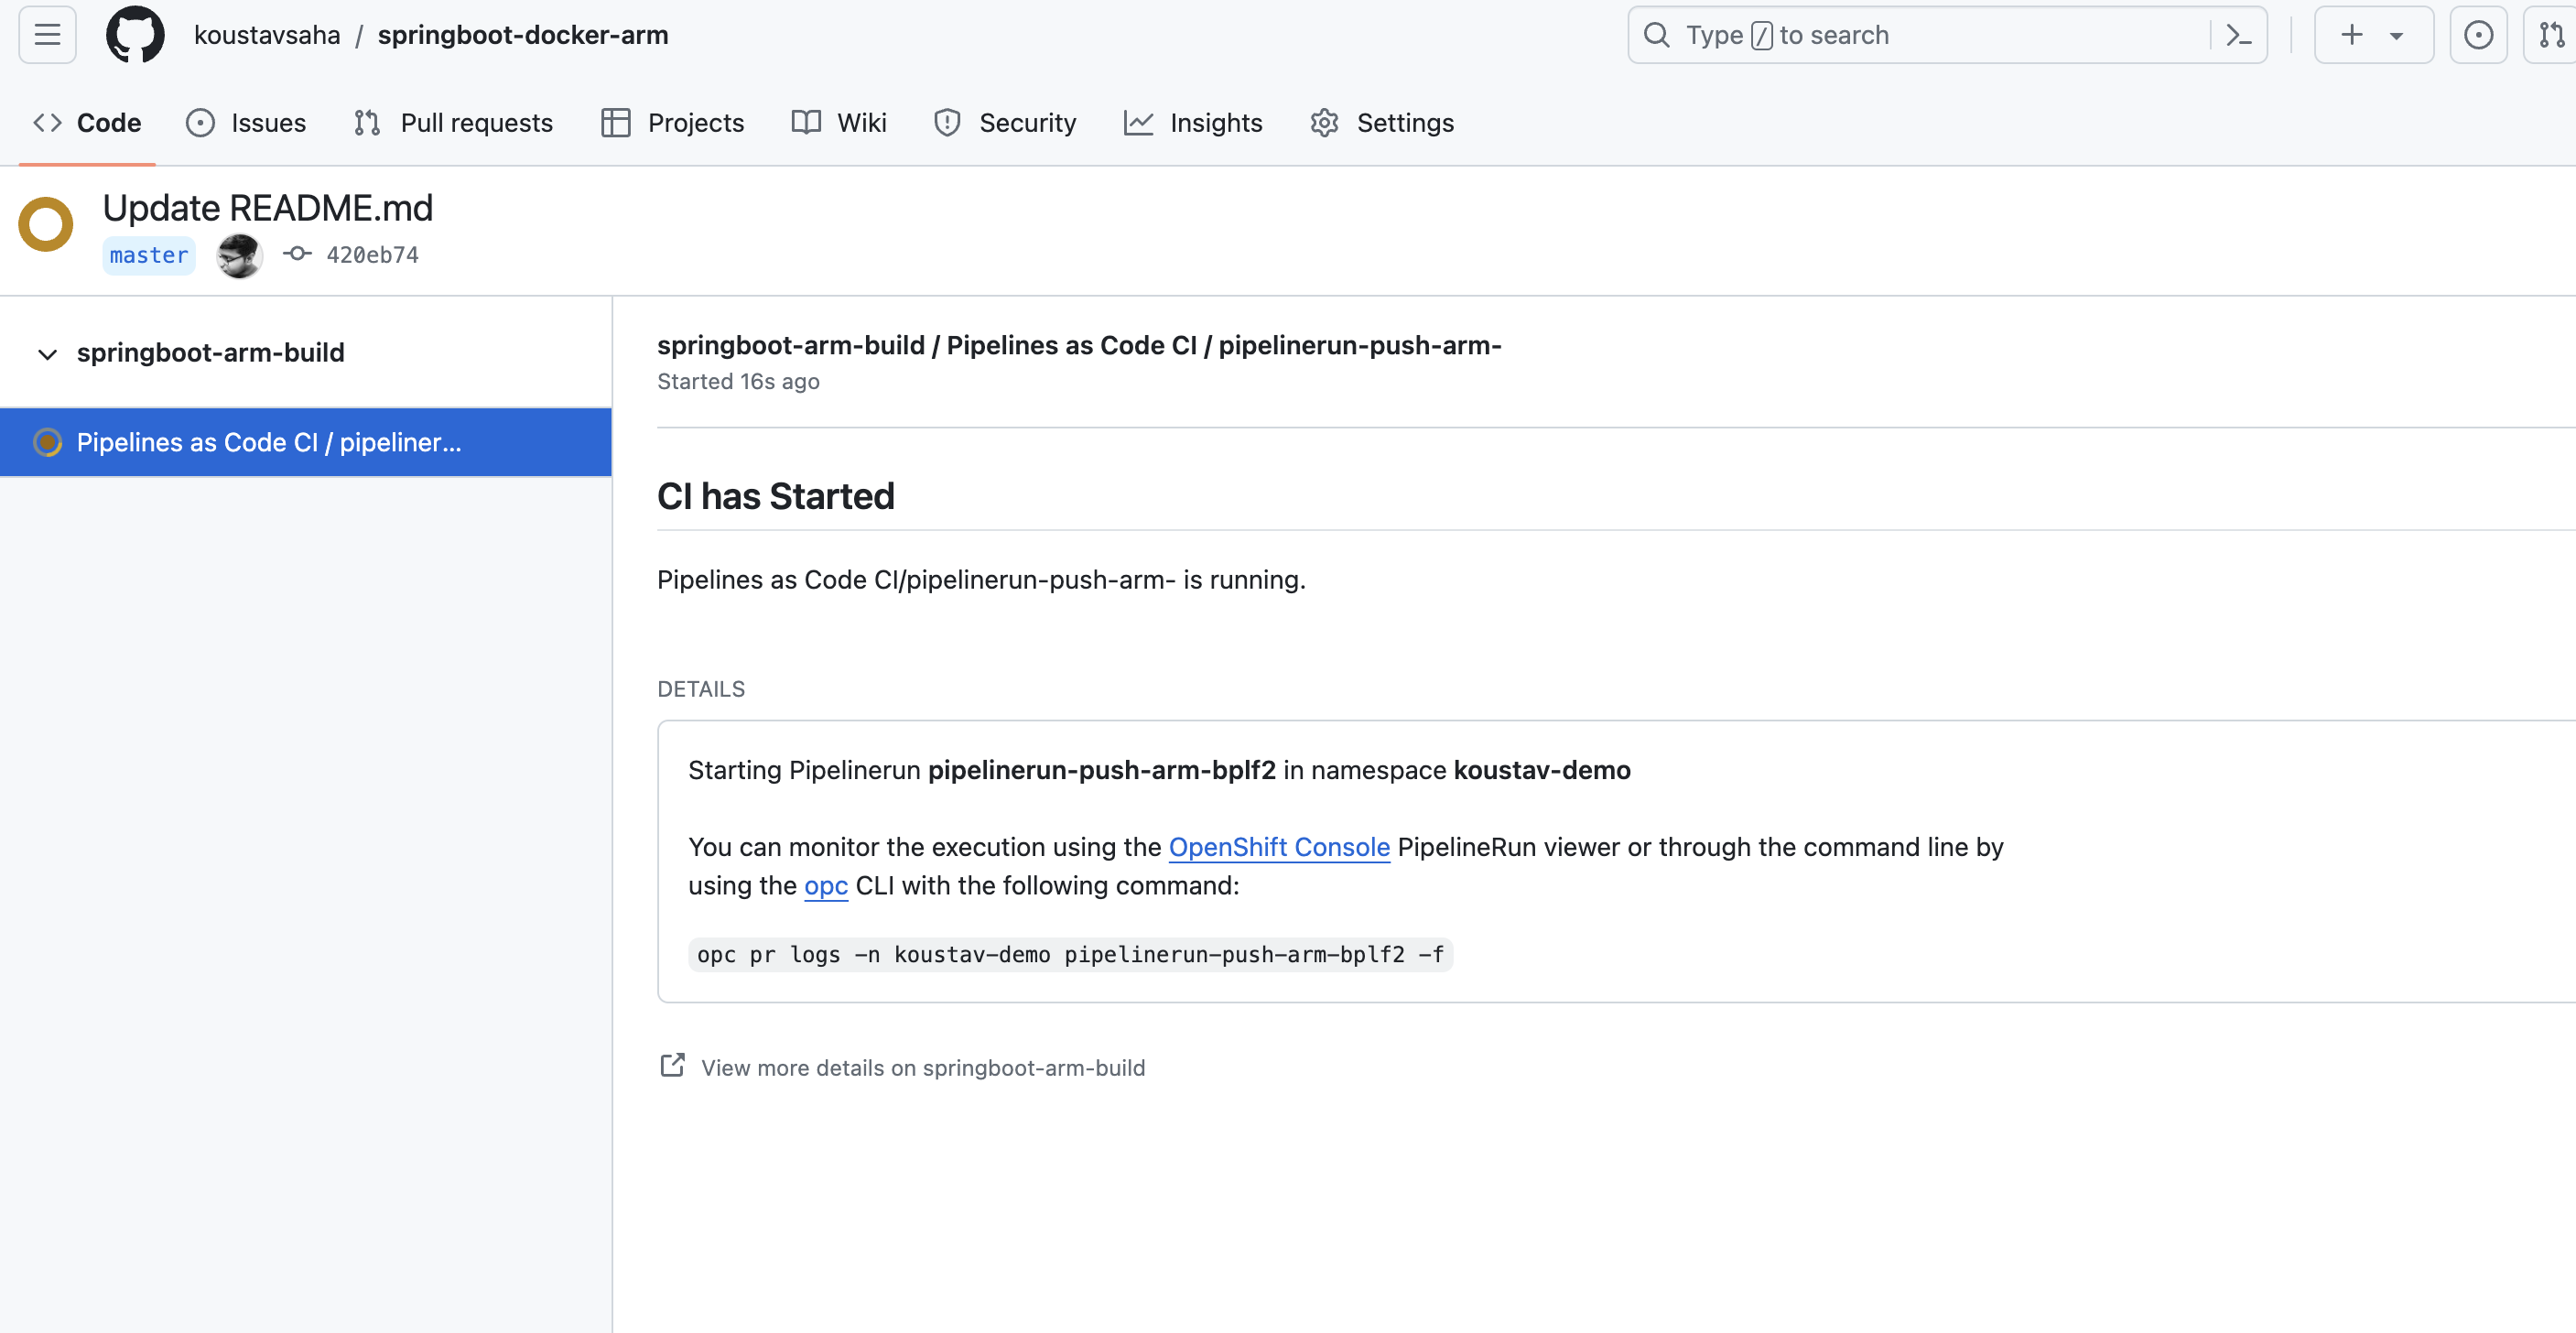 koustavsaha / springboot-docker-arm
Type / to search
Code Issues Pull requests Projects Wiki Security Insights Settings
Update README.md
master 420eb74
springboot-arm-build
Pipelines as Code CI / pipeliner...
springboot-arm-build / Pipelines as Code CI / pipelinerun-push-arm-
Started 16s ago
CI has Started
Pipelines as Code CI/pipelinerun-push-arm- is running.
DETAILS
Starting Pipelinerun pipelinerun-push-arm-bplf2 in namespace koustav-demo
You can monitor the execution using the OpenShift Console PipelineRun viewer or through the command line by
using the opc CLI with the following command:
opc pr logs -n koustav-demo pipelinerun-push-arm-bplf2 -f
View more details on springboot-arm-build